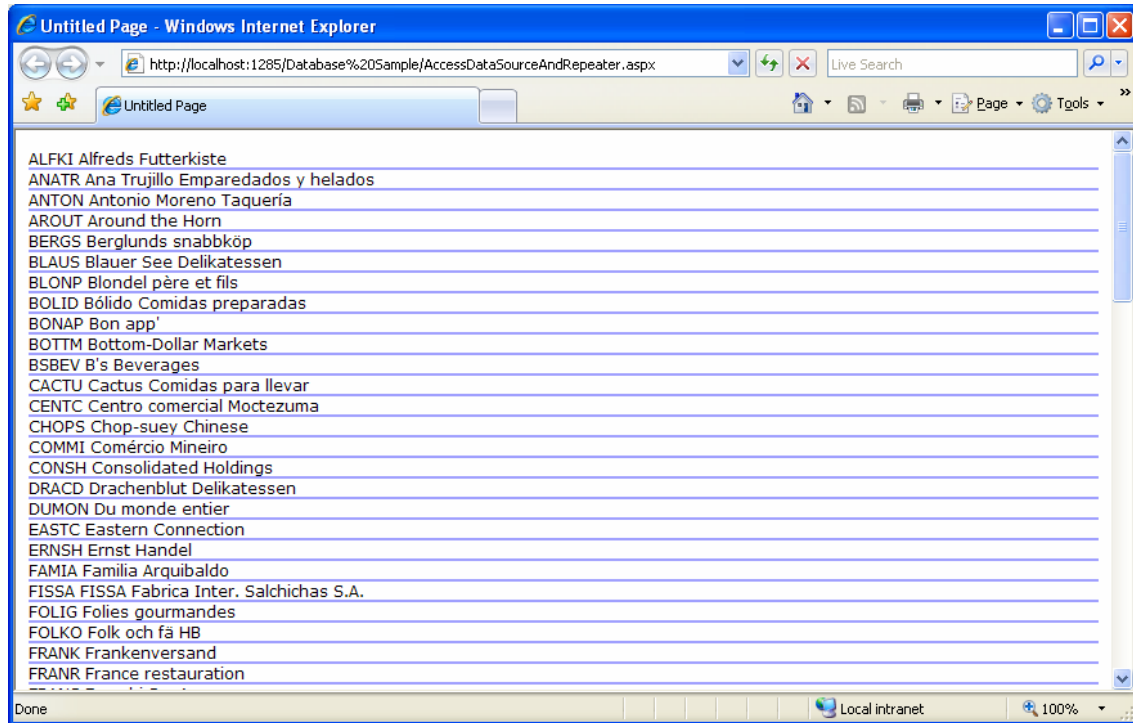 Untitled Page - Windows Internet Explorer
http://localhost:1285/Database%20Sample/AccessDataSourceAndRepeater.aspx
Live Search
Untitled Page
Page
Tools
»
ALFKI Alfreds Futterkiste
ANATR Ana Trujillo Emparedados y helados
ANTON Antonio Moreno Taquería
AROUT Around the Horn
BERGS Berglunds snabbköp
BLAUS Blauer See Delikatessen
BLONP Blondel père et fils
BOLID Bólido Comidas preparadas
BONAP Bon app'
BOTTM Bottom-Dollar Markets
BSBEV B's Beverages
CACTU Cactus Comidas para llevar
CENTC Centro comercial Moctezuma
CHOPS Chop-suey Chinese
COMMI Comércio Mineiro
CONSH Consolidated Holdings
DRACD Drachenblut Delikatessen
DUMON Du monde entier
EASTC Eastern Connection
ERNSH Ernst Handel
FAMIA Familia Arquibaldo
FISSA FISSA Fabrica Inter. Salchichas S.A.
FOLIG Folies gourmandes
FOLKO Folk och fä HB
FRANK Frankenversand
FRANR France restauration
Done
Local intranet
100%